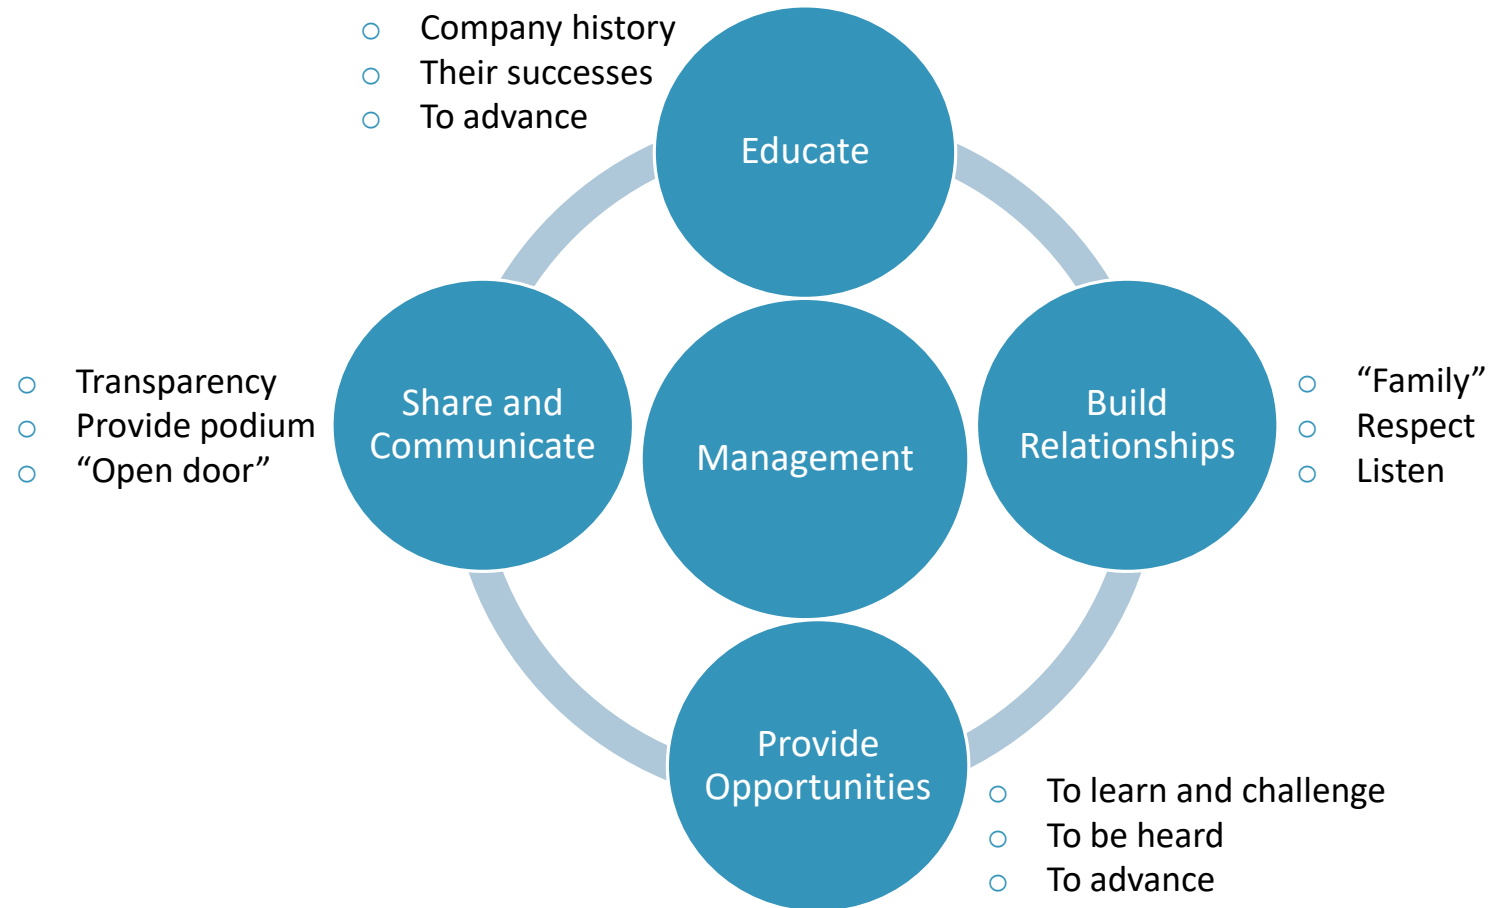 ○ Company history
○ Their successes
○ To advance
Educate
○ Transparency
○ Provide podium
○ “Open door”
Share and
Communicate
Management
Build
Relationships
○ “Family”
○ Respect
○ Listen
Provide
Opportunities
○ To learn and challenge
○ To be heard
○ To advance